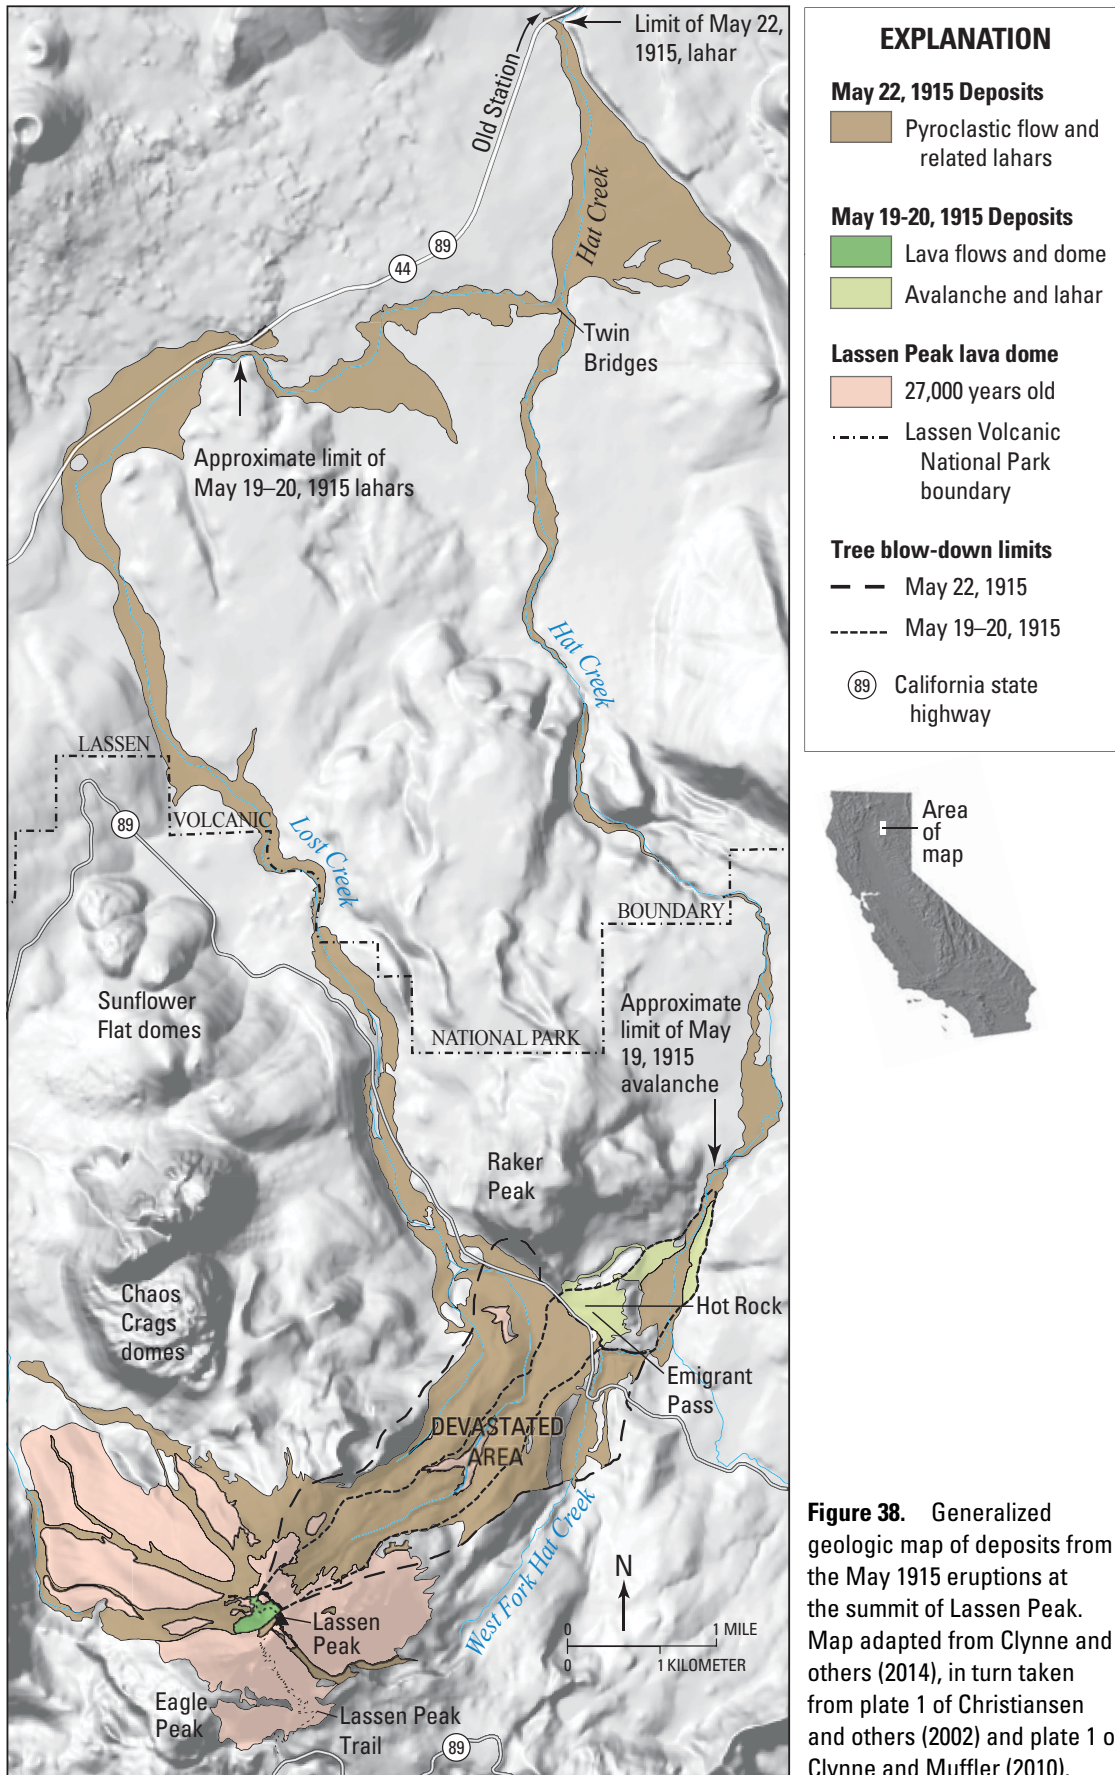 Limit of May 22,
1915, lahar
Old Station
Hat Creek
89
44
Twin
Bridges
Approximate limit of
May 19–20, 1915 lahars
Hat Creek
LASSEN
VOLCANIC
89
Lost Creek
BOUNDARY
NATIONAL PARK
Sunflower
Flat domes
Approximate
limit of May
19, 1915
avalanche
Raker
Peak
Chaos
Crags
domes
Hot Rock
Emigrant
Pass
DEVASTATED
AREA
West Fork Hat Creek
N
0 1 MILE
0 1 KILOMETER
Lassen
Peak
Eagle
Peak
Lassen Peak
Trail
89
EXPLANATION
May 22, 1915 Deposits
Pyroclastic flow and
related lahars
May 19-20, 1915 Deposits
Lava flows and dome
Avalanche and lahar
Lassen Peak lava dome
27,000 years old
Lassen Volcanic
National Park
boundary
Tree blow-down limits
May 22, 1915
May 19–20, 1915
89 California state
highway
Area
of
map
Figure 38. Generalized
geologic map of deposits from
the May 1915 eruptions at
the summit of Lassen Peak.
Map adapted from Clynne and
others (2014), in turn taken
from plate 1 of Christiansen
and others (2002) and plate 1 o
Clynne and Muffler (2010).